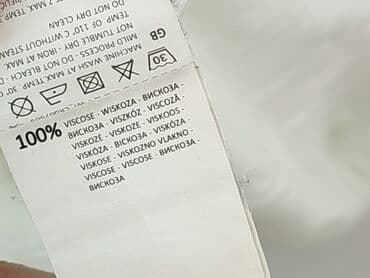 MACHINE WASH AT MAX.TEMP. 30°C
MILD PROCESS - DO NOT BLEACH - DO
NOT TUMBLE DRY - IRON AT MAX
TEMP. OF 110° C WITHOUT STEAM
DO NOT DRY CLEAN
GB
30
100% VISCOSE - WISKOZA - ВИСКОЗА -
ВИСКОЗА - VISZKÓZ - VISCOZĂ -
VISKOZĖ - VISKOZE - VISKOOS -
VISKÓZA - ВІСКОЗА - VISKOZA -
VISKOSE - VISKOZNO VLAKNO -
VISCOSE - VISCOSE - ВИСКОЗА -
ВИСКОЗА